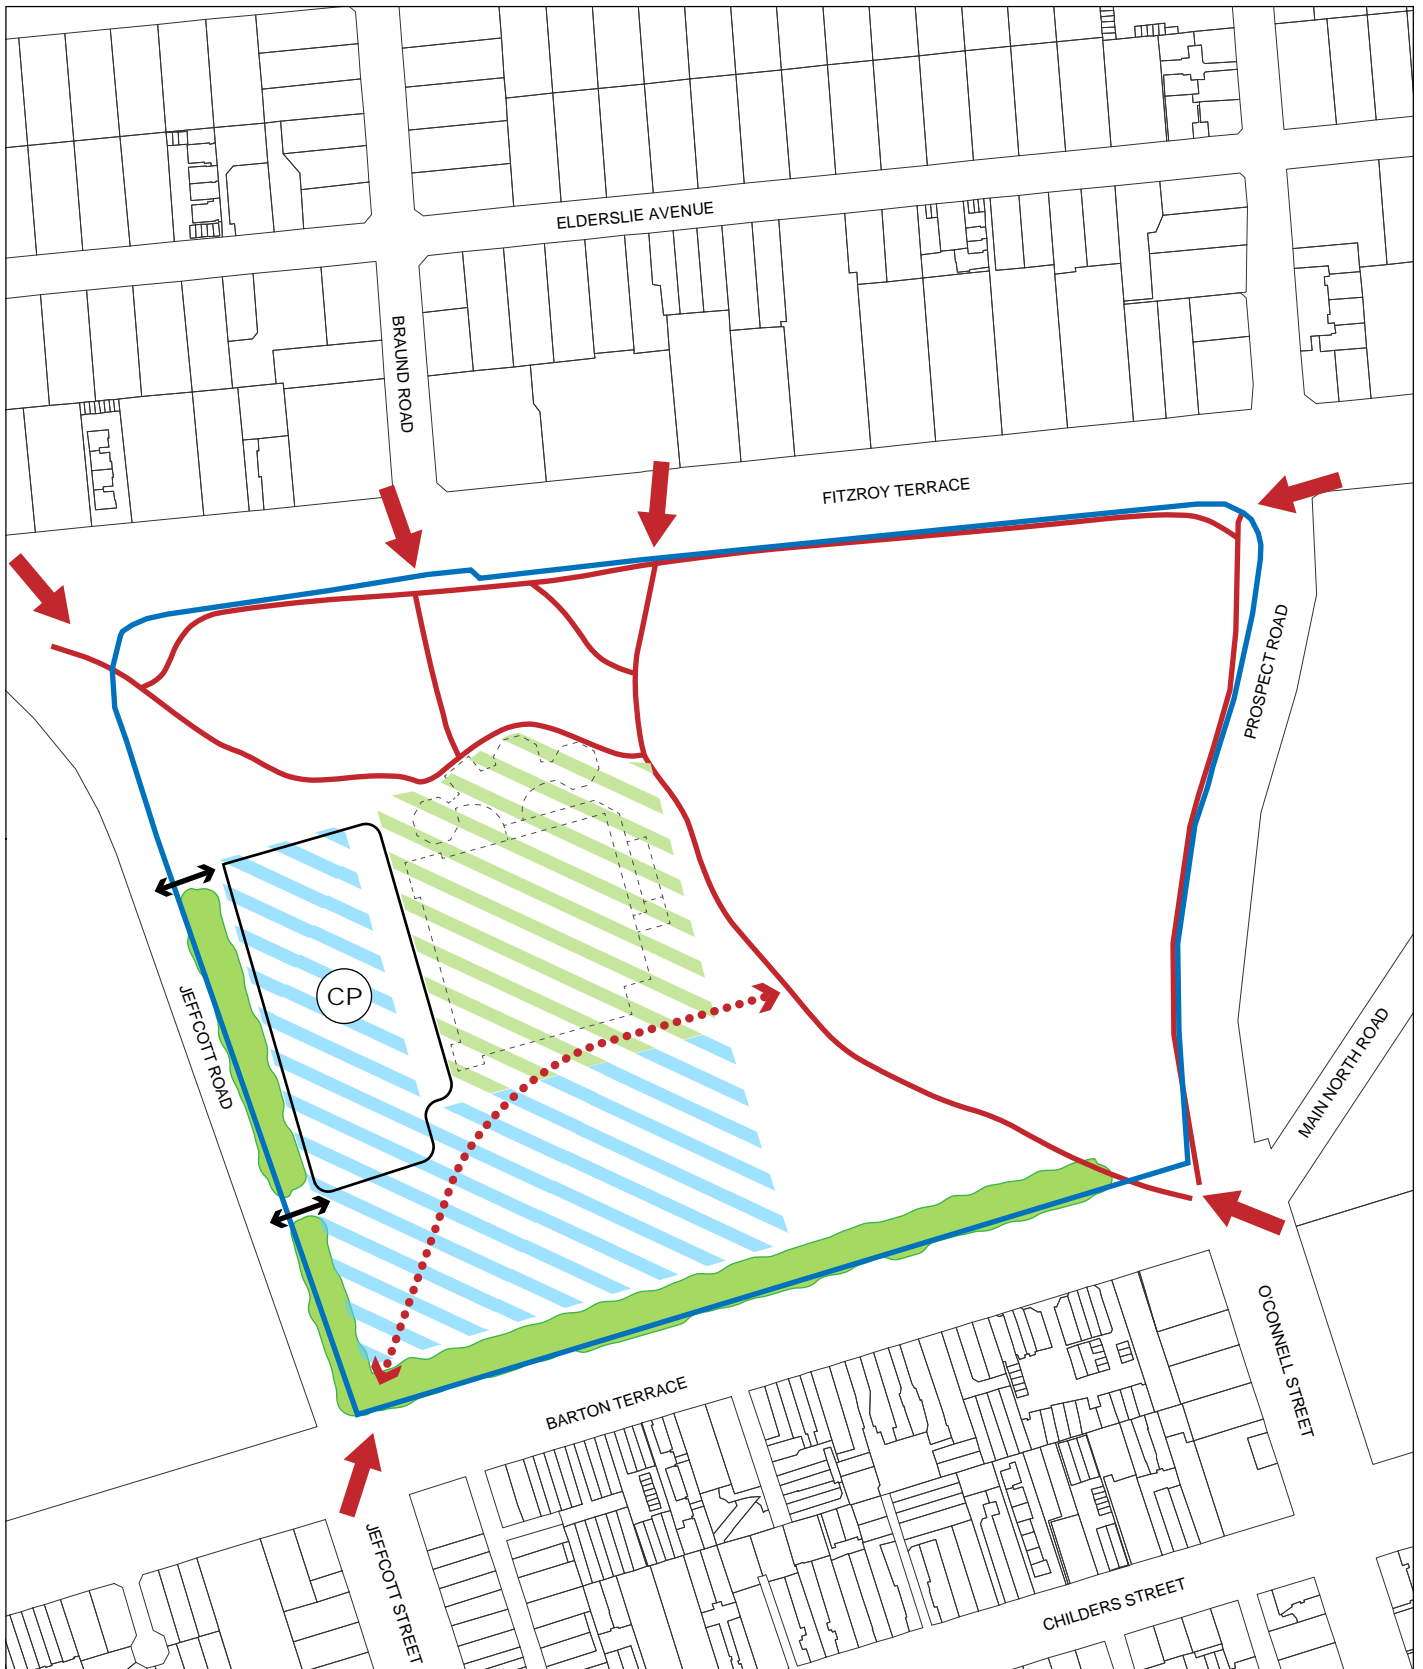 ELDERSLIE AVENUE
BRAUND ROAD
FITZROY TERRACE
PROSPECT ROAD
CP
JEFFCOTT ROAD
MAIN NORTH ROAD
O'CONNELL STREET
BARTON TERRACE
JEFFCOTT STREET
CHILDERS STREET